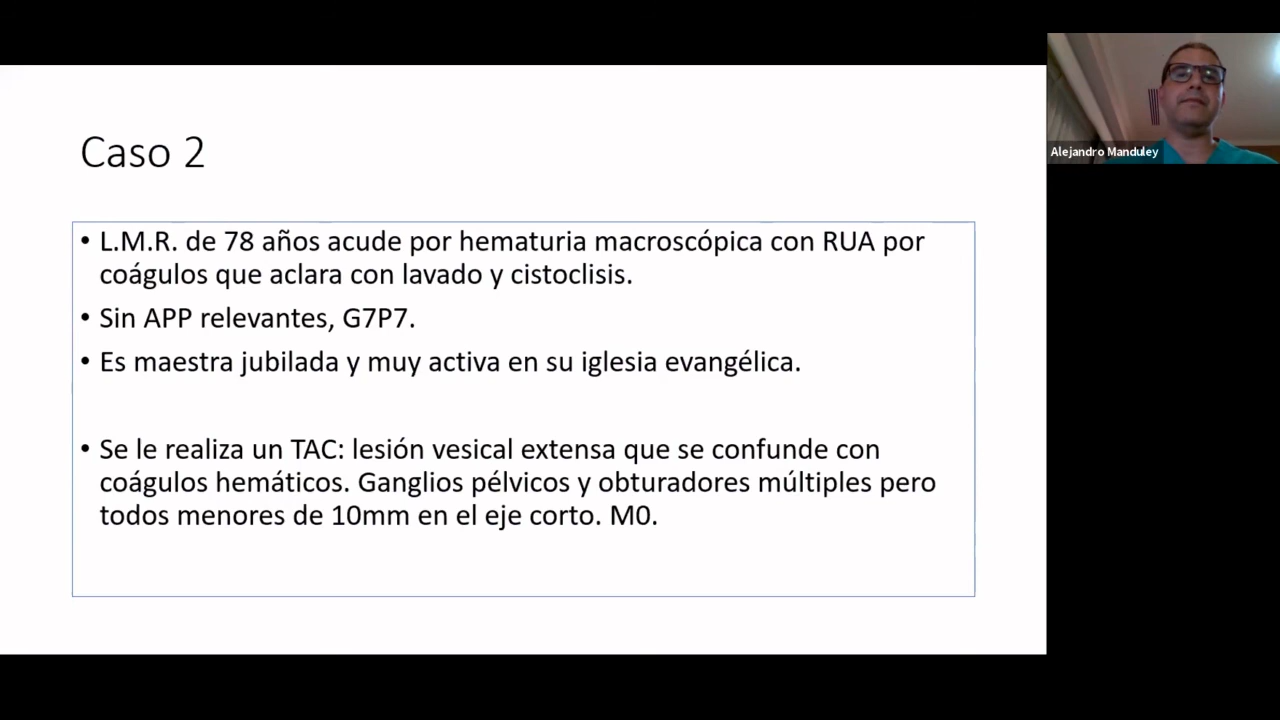 Caso 2
• L.M.R. de 78 años acude por hematuria macroscópica con RUA por
coágulos que aclara con lavado y cistoclisis.
• Sin APP relevantes, G7P7.
• Es maestra jubilada y muy activa en su iglesia evangélica.
• Se le realiza un TAC: lesión vesical extensa que se confunde con
coágulos hemáticos. Ganglios pélvicos y obturadores múltiples pero
todos menores de 10mm en el eje corto. M0.
Alejandro Manduley